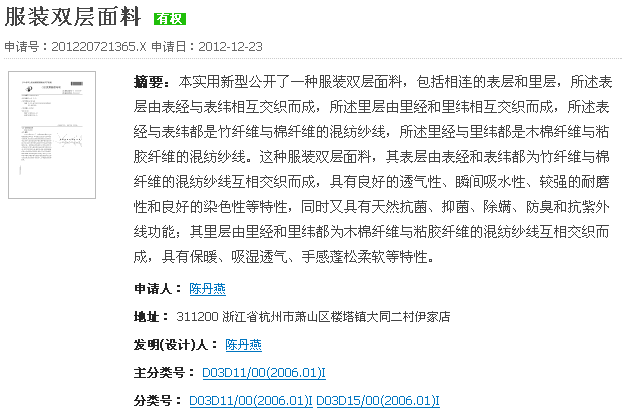 服装双层面料 有权
申请号：201220721365.X 申请日：2012-12-23
摘要：本实用新型公开了一种服装双层面料，包括相连的表层和里层，所述表
层由表经与表纬相互交织而成，所述里层由里经和里纬相互交织而成，所述表
经与表纬都是竹纤维与棉纤维的混纺纱线，所述里经与里纬都是木棉纤维与粘
胶纤维的混纺纱线。这种服装双层面料，其表层由表经和表纬都为竹纤维与棉
纤维的混纺纱线互相交织而成，具有良好的透气性、瞬间吸水性、较强的耐磨
性和良好的染色性等特性，同时又具有天然抗菌、抑菌、除螨、防臭和抗紫外
线功能；其里层由里经和里纬都为木棉纤维与粘胶纤维的混纺纱线互相交织而
成，具有保暖、吸湿透气、手感蓬松柔软等特性。
申请人： 陈丹燕
地址： 311200 浙江省杭州市萧山区楼塔镇大同二村伊家店
发明(设计)人： 陈丹燕
主分类号： D03D11/00(2006.01)I
分类号： D03D11/00(2006.01)I D03D15/00(2006.01)I